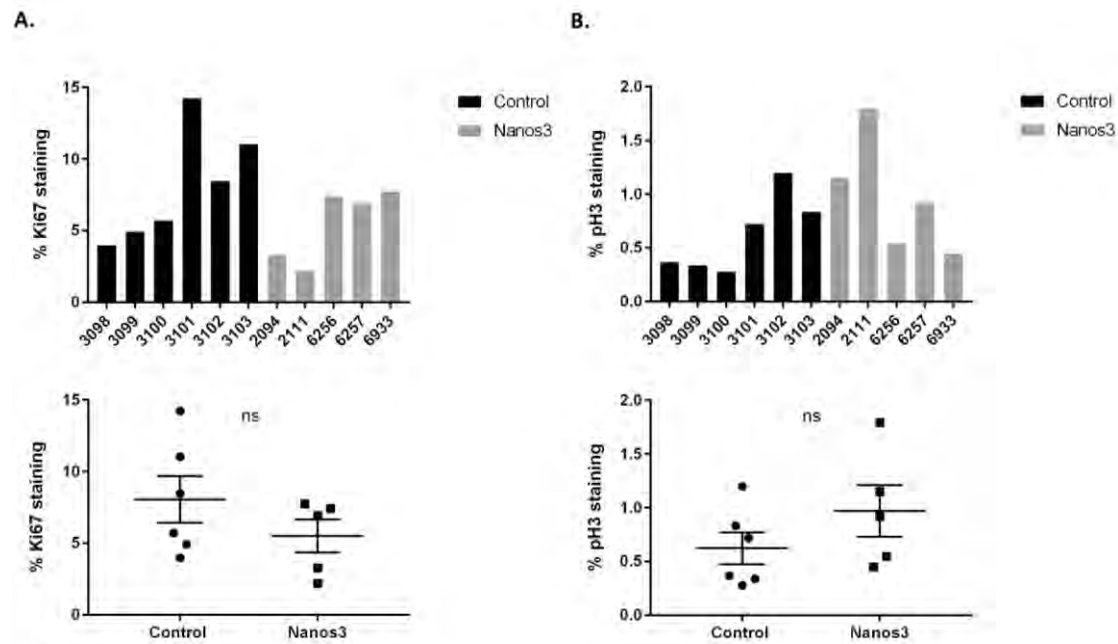 A.
% Ki67 staining
15
10
5
0
3098 3099 3100 3101 3102 3103 2094 2111 6256 6257 6933
Control
Nanos3
% Ki67 staining
15
10
5
0
ns
Control Nanos3
B.
% pH3 staining
2.0
1.5
1.0
0.5
0.0
3098 3099 3100 3101 3102 3103 2094 2111 6256 6257 6933
Control
Nanos3
% pH3 staining
2.0
1.5
1.0
0.5
0.0
ns
Control Nanos3